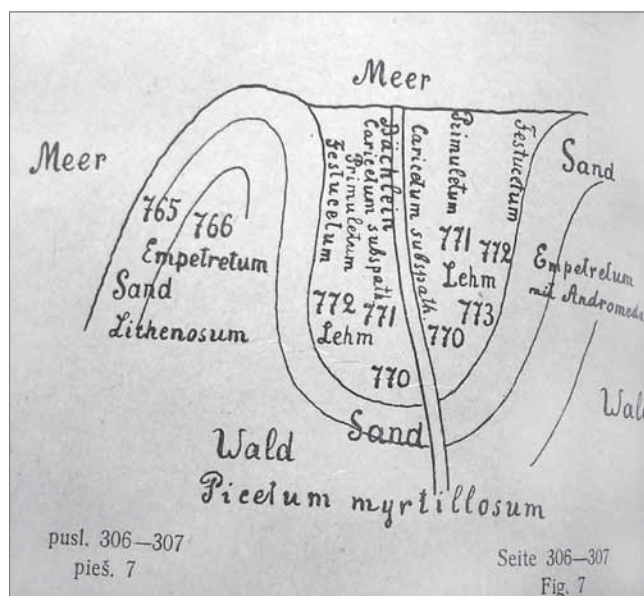 Meer
Meer
Sand
Festucetum
Primuletum
Caricetum subspath.
Bächlein
Caricetum subspath.
Primuletum
Festucetum
765
766
Empetretum
Sand
Lithenosum
772
771
Lehm
770
771
772
Lehm
773
770
Empetretum
mit Andromeda
Wald
Sand
Wald
Picetum myrtillosum
pusl. 306—307
pieš. 7
Seite 306—307
Fig. 7